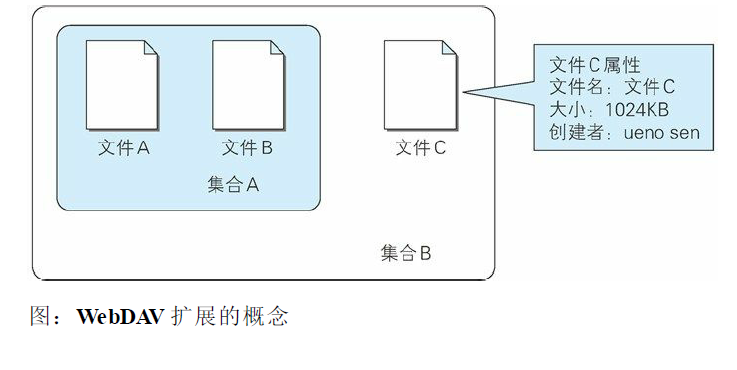 文件A
文件B
文件C
集合A
集合B
文件C属性
文件名：文件C
大小：1024KB
创建者：ueno sen
图：WebDAV 扩展的概念